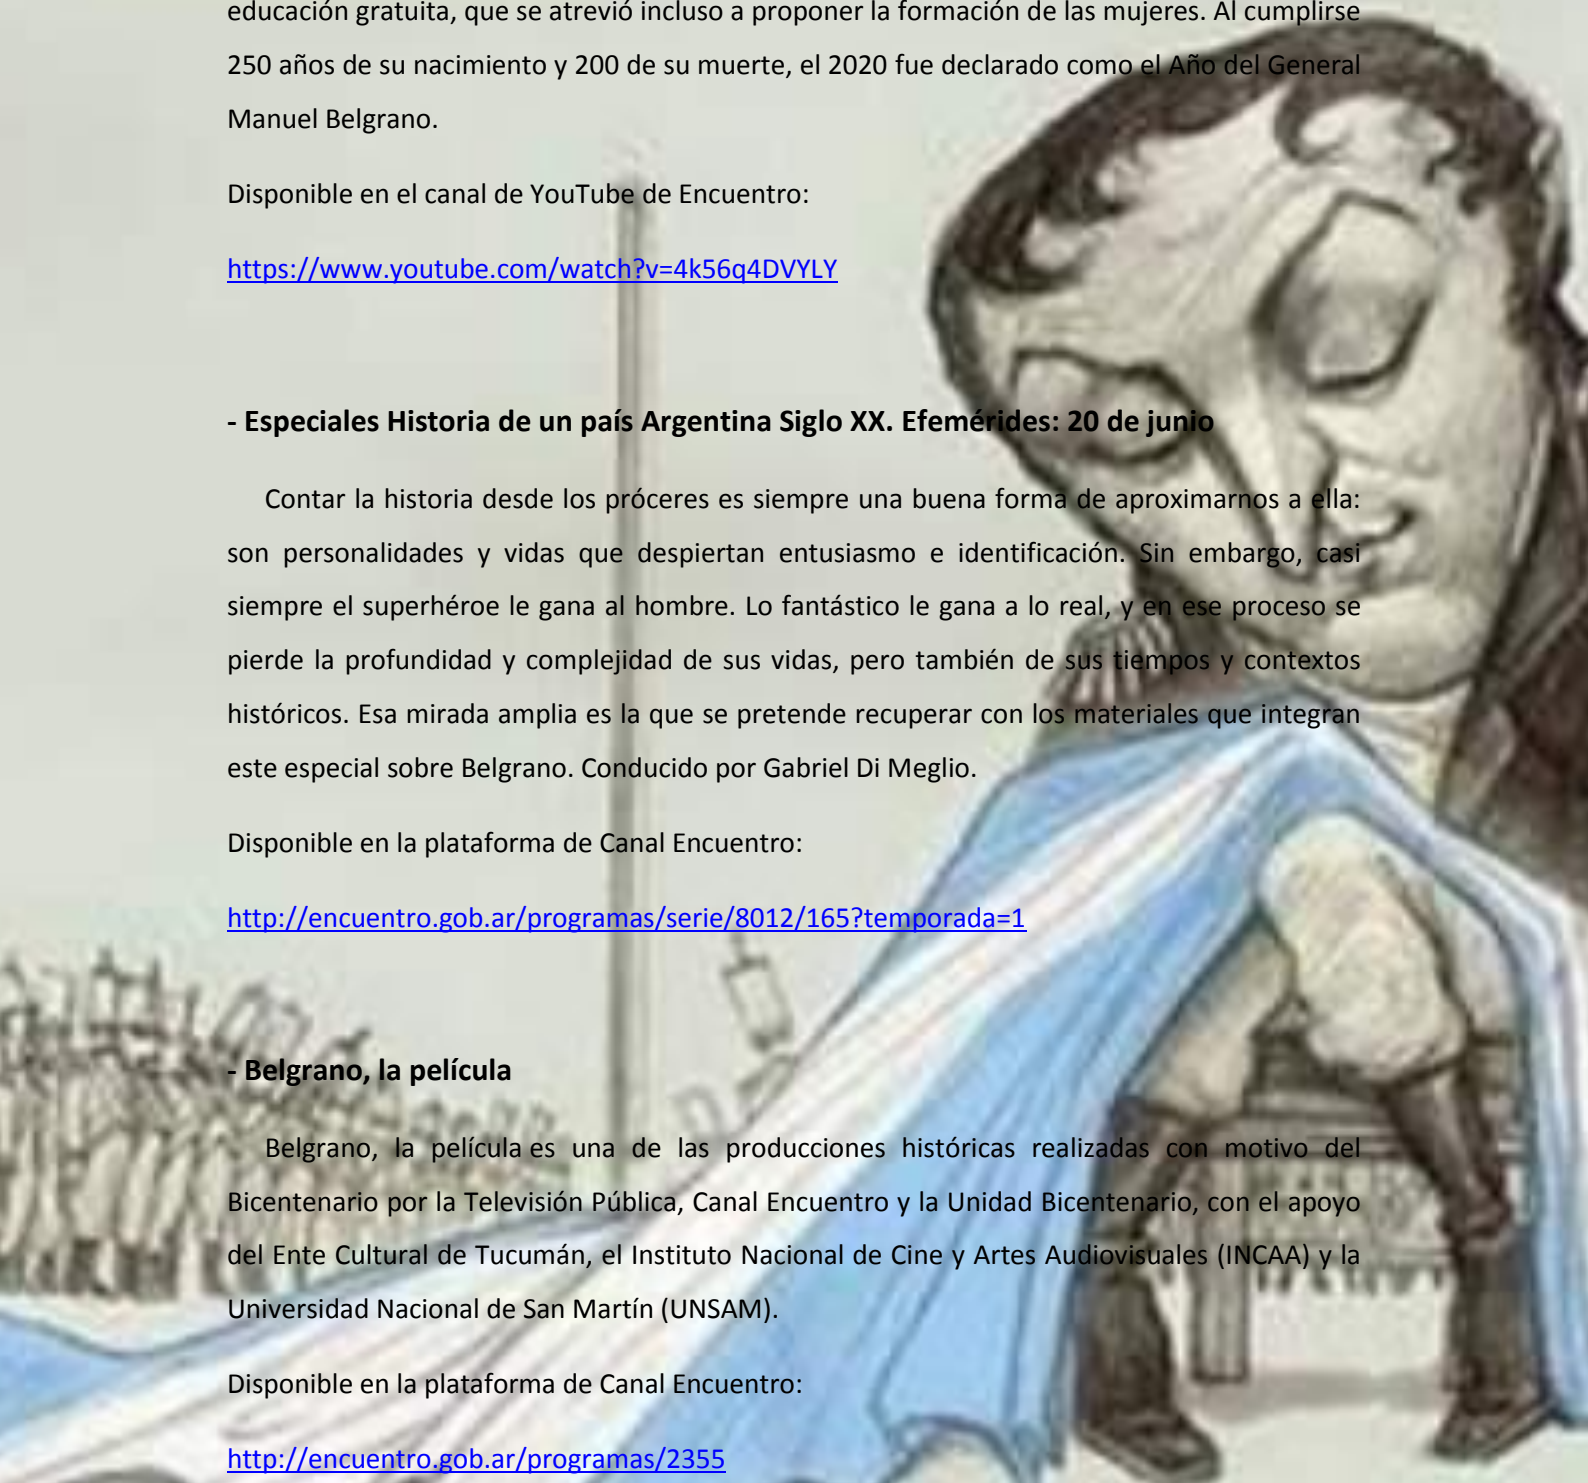 educación gratuita, que se atrevió incluso a proponer la formación de las mujeres. Al cumplirse
250 años de su nacimiento y 200 de su muerte, el 2020 fue declarado como el Año del General
Manuel Belgrano.
Disponible en el canal de YouTube de Encuentro:
https://www.youtube.com/watch?v=4k56q4DVYLY
- Especiales Historia de un país Argentina Siglo XX. Efemérides: 20 de junio
Contar la historia desde los próceres es siempre una buena forma de aproximarnos a ella:
son personalidades y vidas que despiertan entusiasmo e identificación. Sin embargo, casi
siempre el superhéroe le gana al hombre. Lo fantástico le gana a lo real, y en ese proceso se
pierde la profundidad y complejidad de sus vidas, pero también de sus tiempos y contextos
históricos. Esa mirada amplia es la que se pretende recuperar con los materiales que integran
este especial sobre Belgrano. Conducido por Gabriel Di Meglio.
Disponible en la plataforma de Canal Encuentro:
http://encuentro.gob.ar/programas/serie/8012/165?temporada=1
- Belgrano, la película
Belgrano, la película es una de las producciones históricas realizadas con motivo del
Bicentenario por la Televisión Pública, Canal Encuentro y la Unidad Bicentenario, con el apoyo
del Ente Cultural de Tucumán, el Instituto Nacional de Cine y Artes Audiovisuales (INCAA) y la
Universidad Nacional de San Martín (UNSAM).
Disponible en la plataforma de Canal Encuentro:
http://encuentro.gob.ar/programas/2355